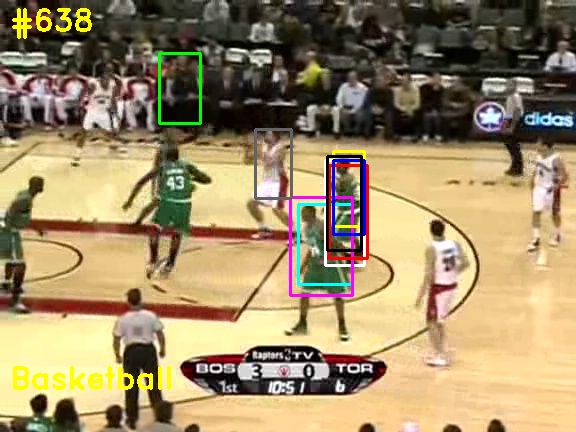 #638
adidas
43
Basketball
Raptors TV
BOS 3 0 TOR
1st 10:51 6